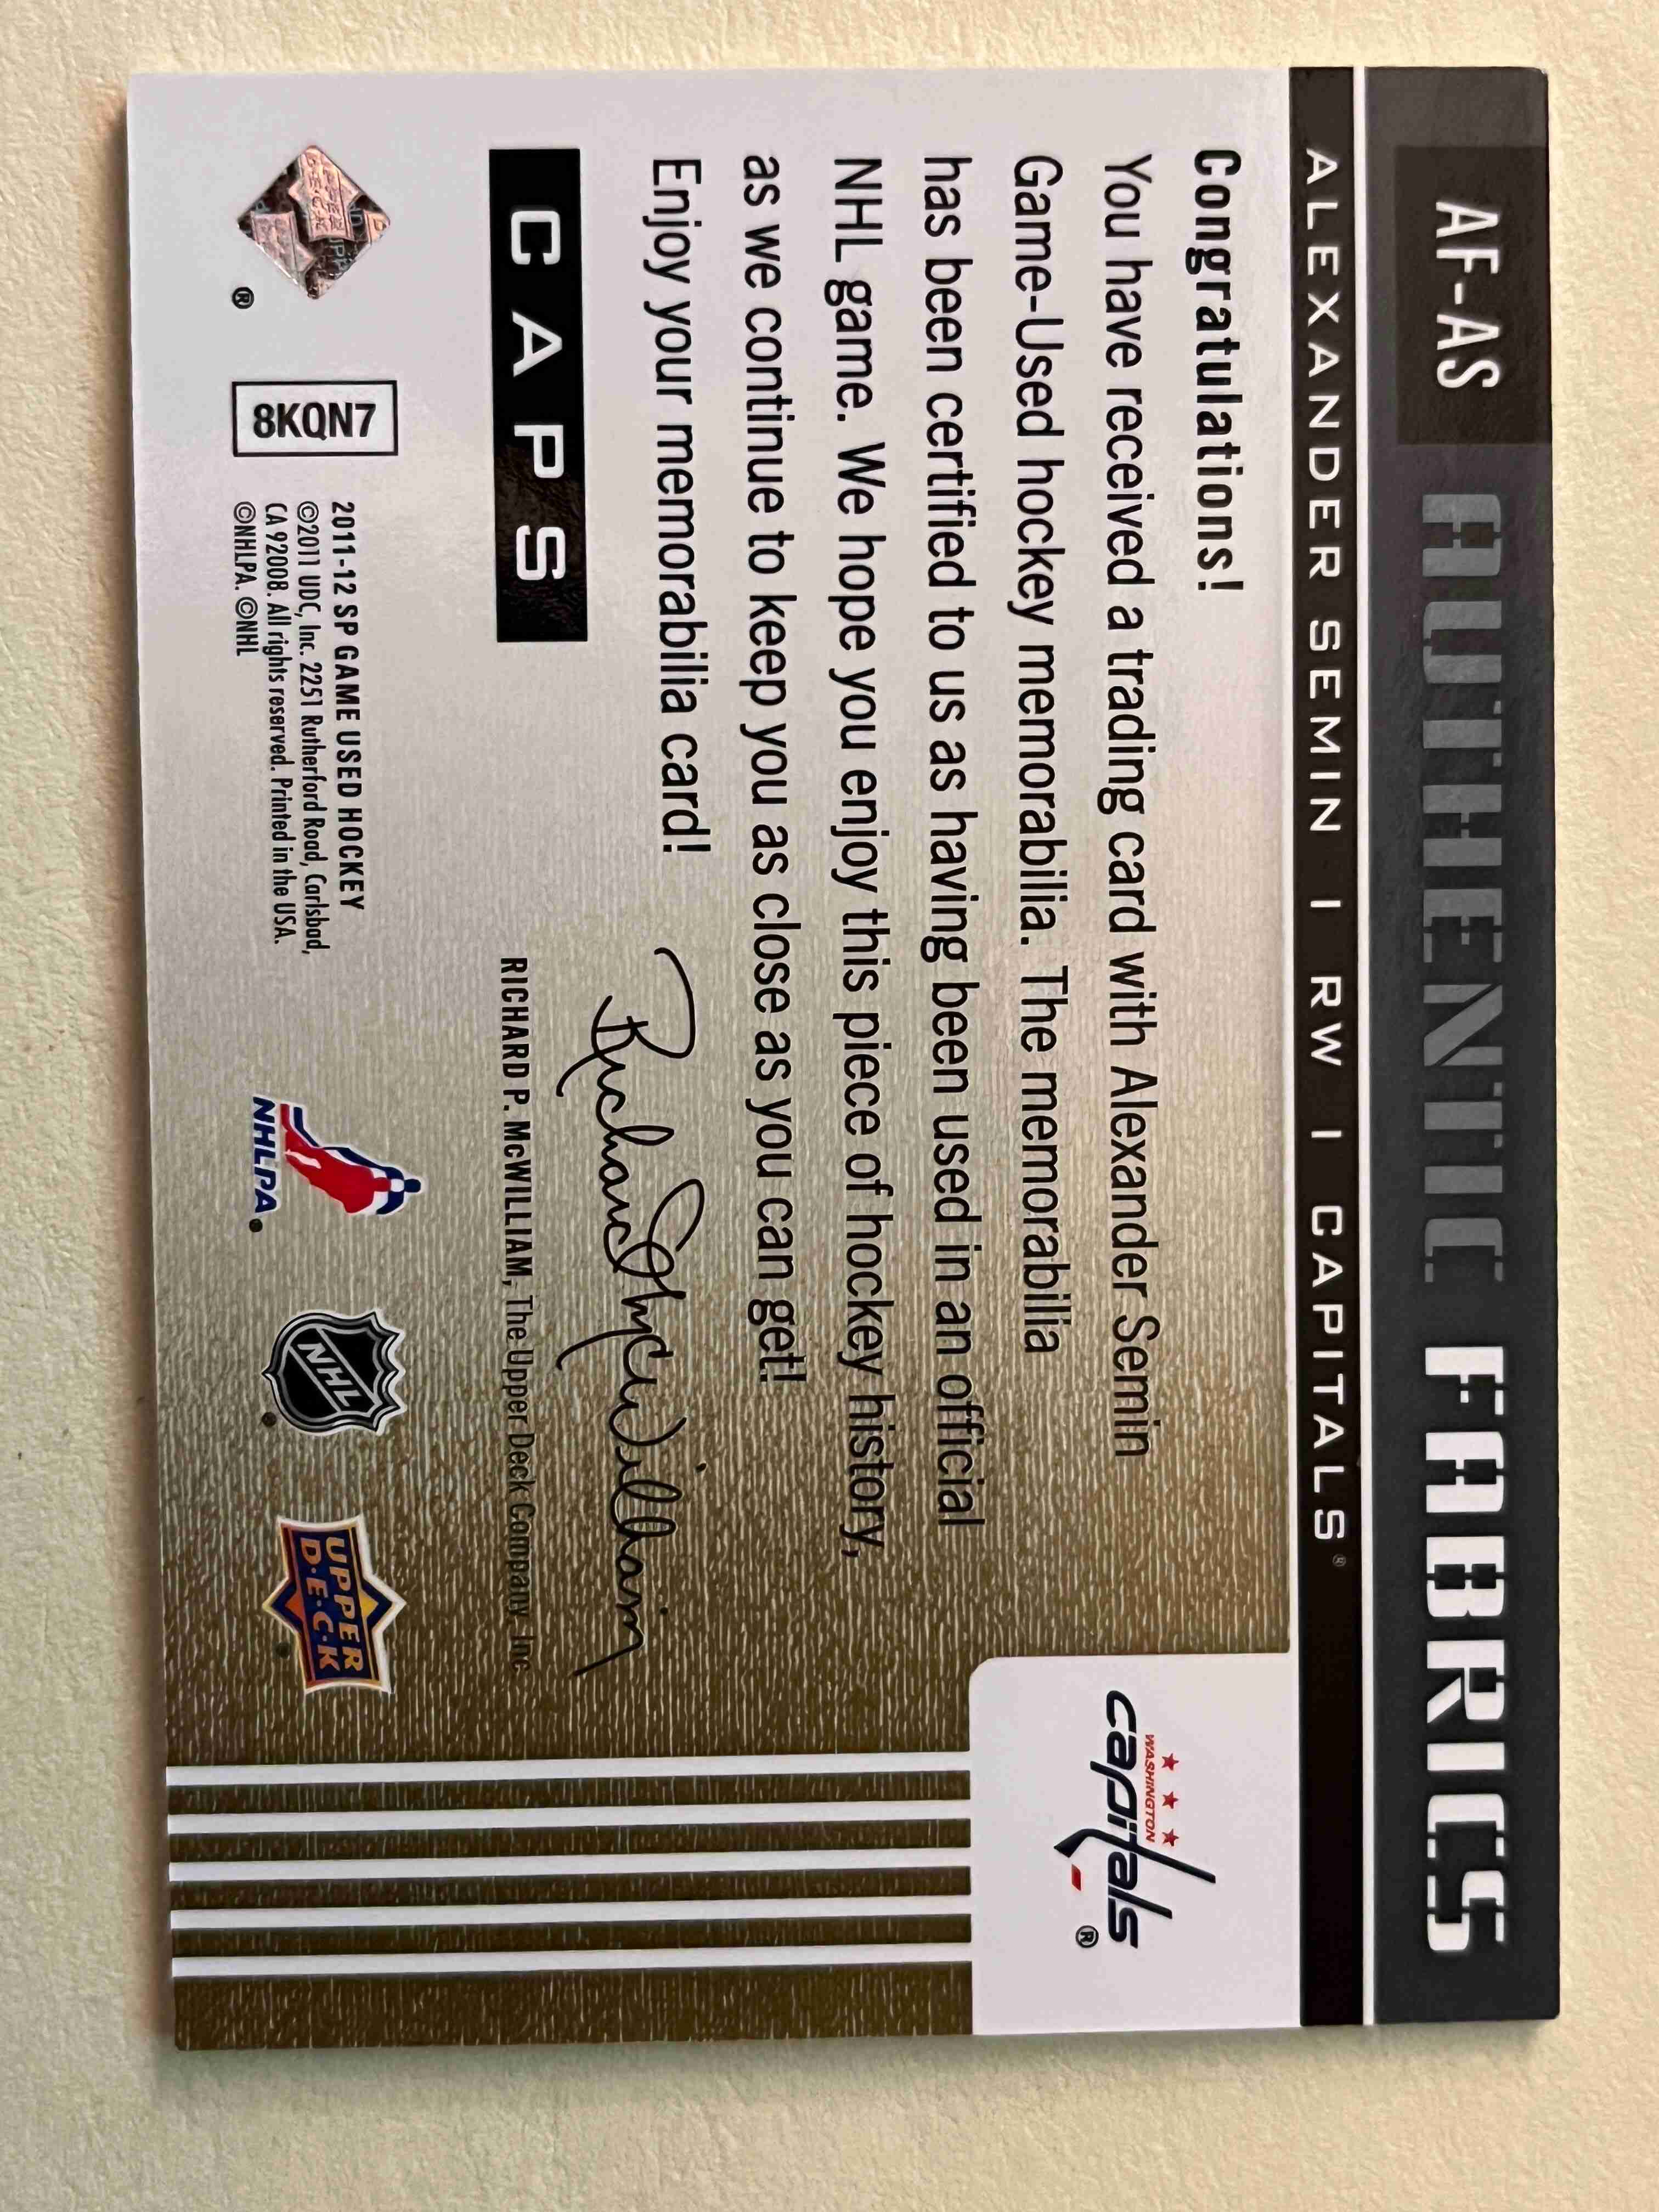 AF-AS AUTHENTIC FABRICS
ALEXANDER SEMIN | RW | CAPITALS®
Congratulations!
You have received a trading card with Alexander Semin
Game-Used hockey memorabilia. The memorabilia
has been certified to us as having been used in an official
NHL game. We hope you enjoy this piece of hockey history,
as we continue to keep you as close as you can get!
Enjoy your memorabilia card!
WASHINGTON
capitals ®
Richard P. McWilliam
RICHARD P. McWILLIAM, The Upper Deck Company, Inc.
CAPS
UPPER
DECK
®
8KQN7
2011-12 SP GAME USED HOCKEY
©2011 UDC, Inc. 2251 Rutherford Road, Carlsbad,
CA 92008. All rights reserved. Printed in the USA.
©NHLPA. ©NHL
NHLPA®
NHL
UPPER
D·E·C·K